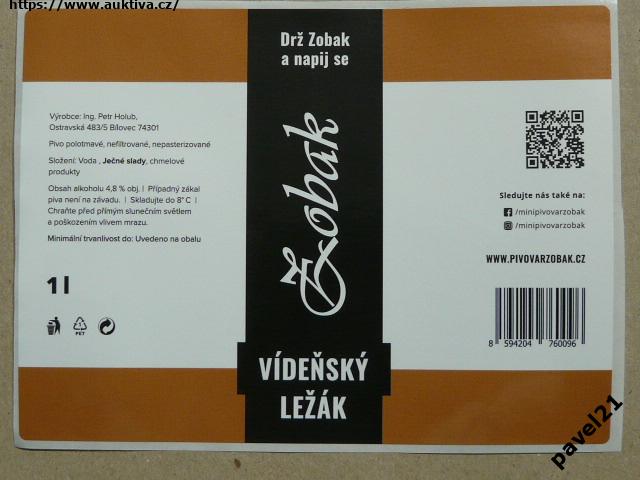 https://www.auktiva.cz/
Drž Zobak
a napij se
Zobak
VÍDEŇSKÝ
LEŽÁK
Výrobce: Ing. Petr Holub,
Ostravská 483/5 Bílovec 74301
Pivo polotmavé, nefiltrované, nepasterizované
Složení: Voda , Ječné slady, chmelové
produkty
Obsah alkoholu 4,8 % obj. | Případný zákal
piva není na závadu. | Skladujte do 8° C |
Chraňte před přímým slunečním světlem
a poškozením vlivem mrazu.
Minimální trvanlivost do: Uvedeno na obalu
1 l
1
PET
Sledujte nás také na:
/minipivovarzobak
/minipivovarzobak
WWW.PIVOVARZOBAK.CZ
8 594204 760096
pavel21